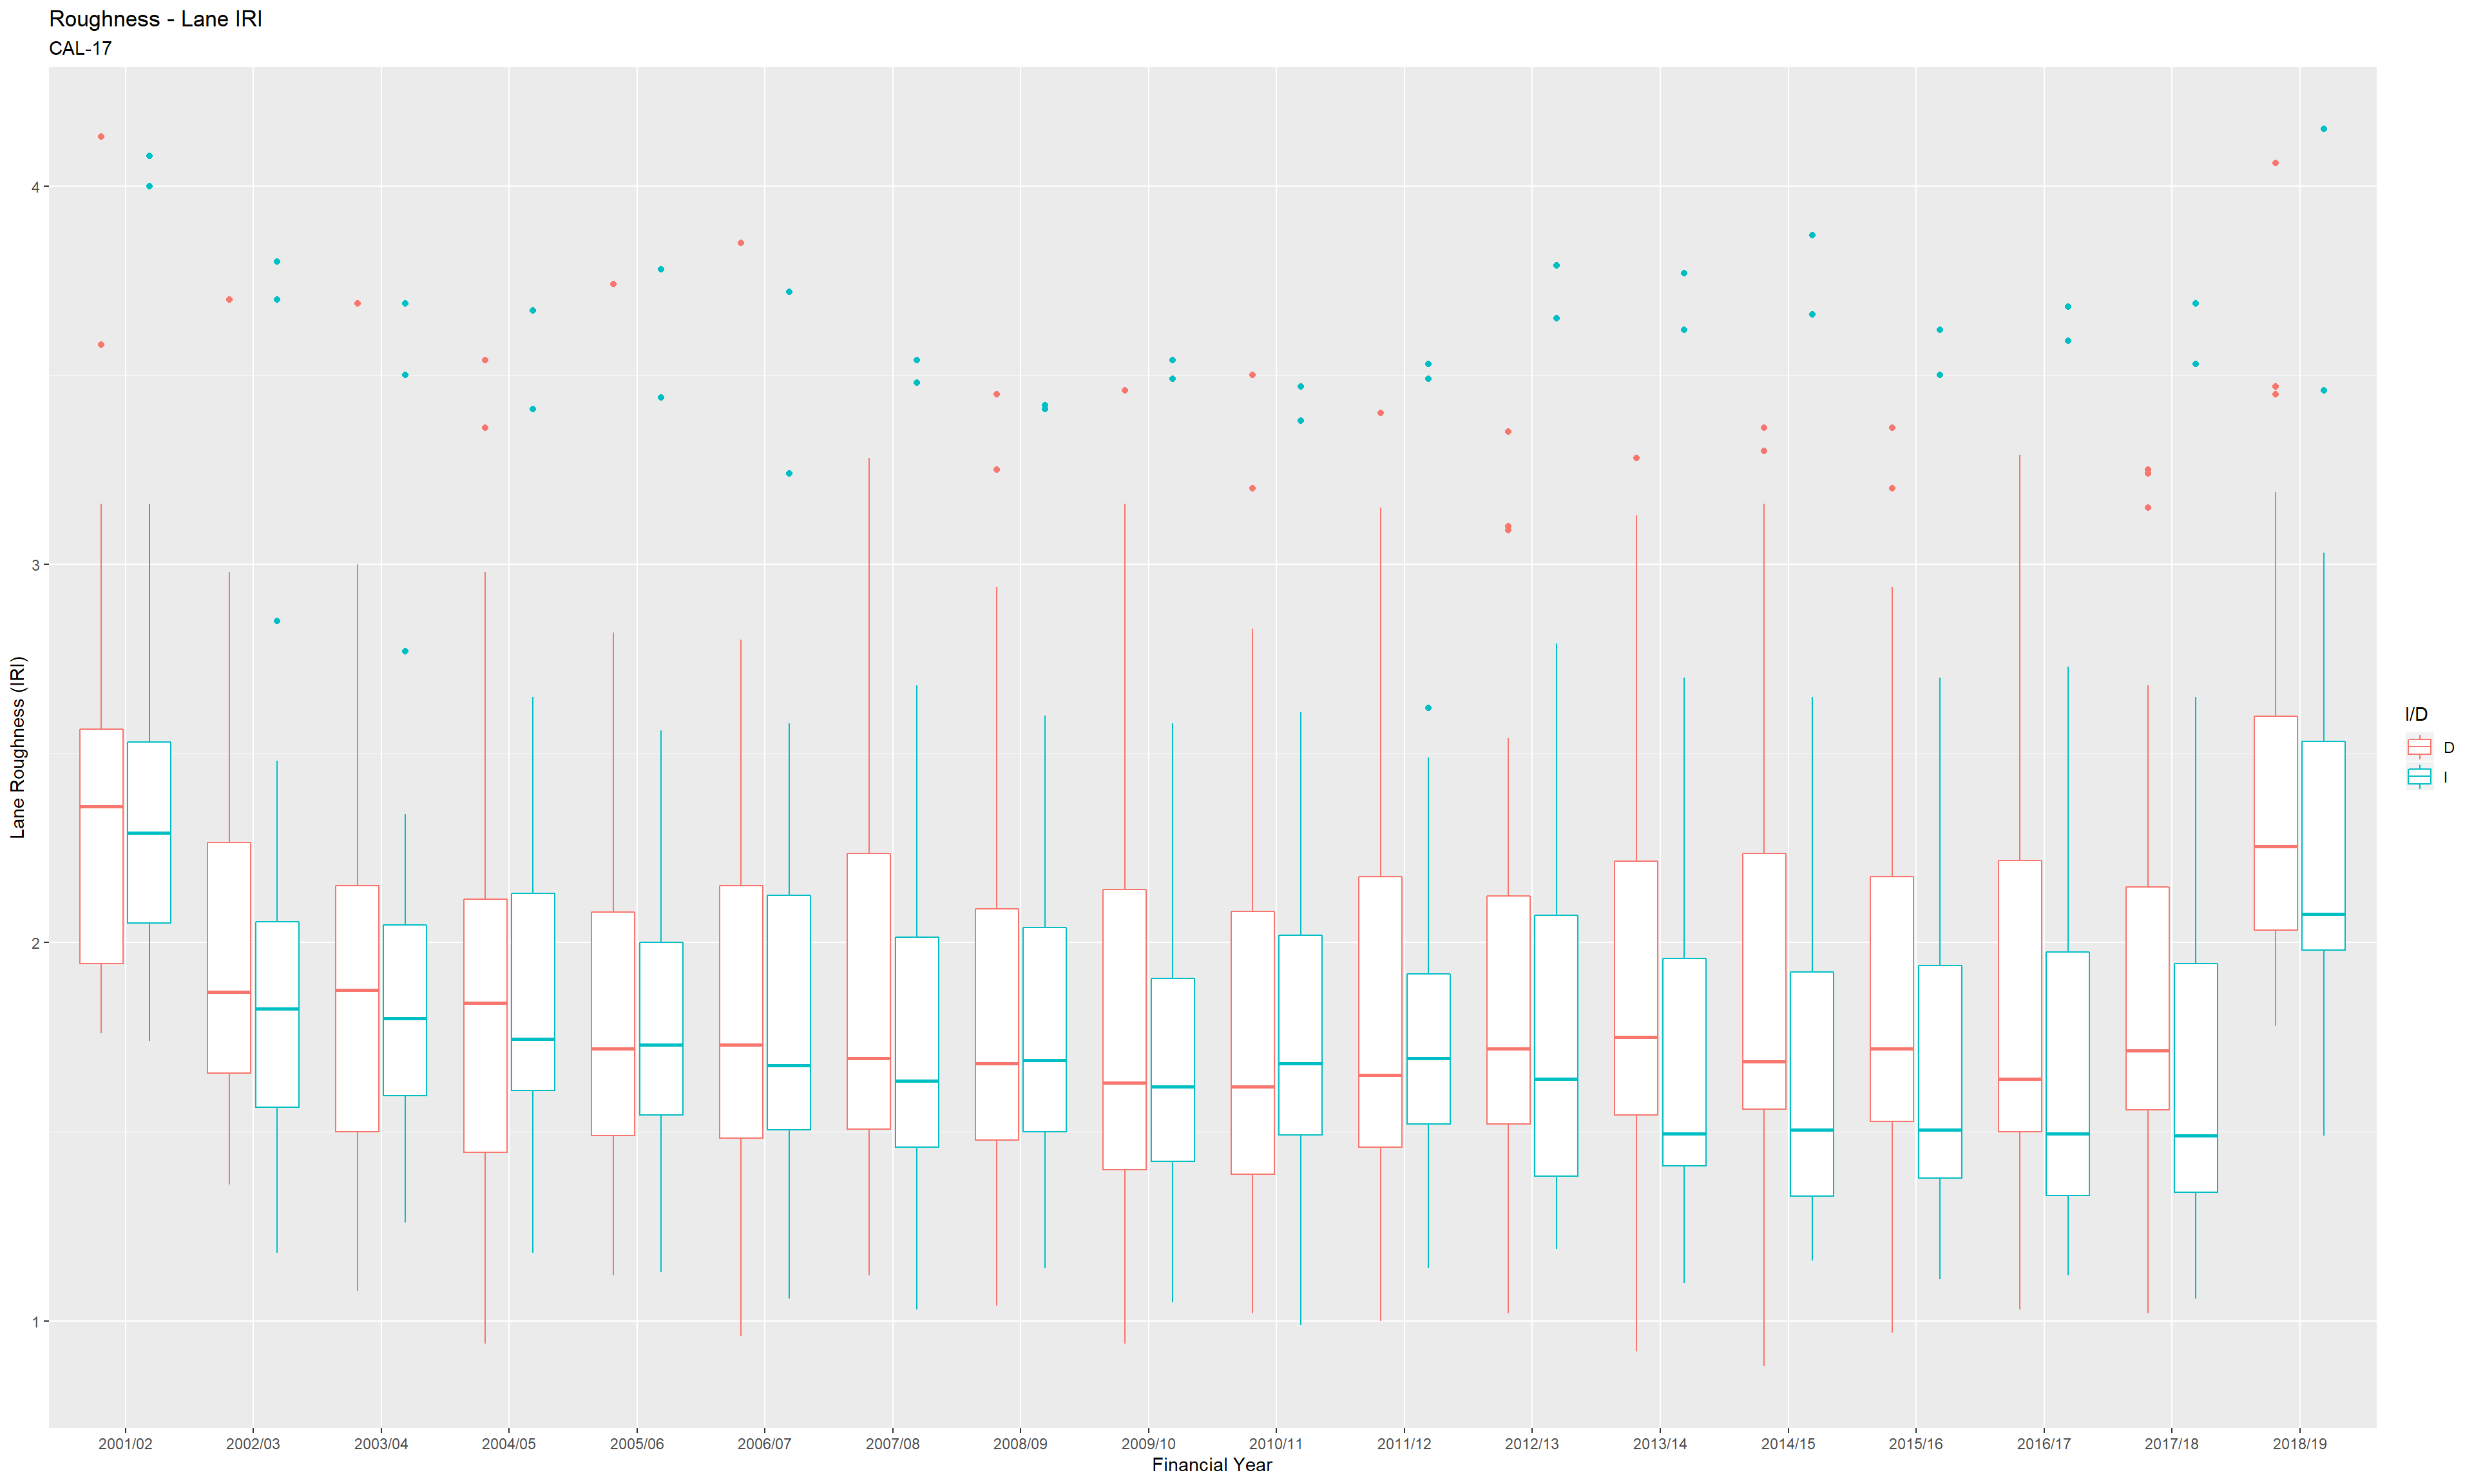 Roughness - Lane IRI
CAL-17
4
3
2
1
Lane Roughness (IRI)
2001/02 2002/03 2003/04 2004/05 2005/06 2006/07 2007/08 2008/09 2009/10 2010/11 2011/12 2012/13 2013/14 2014/15 2015/16 2016/17 2017/18 2018/19
Financial Year
I/D
D
I